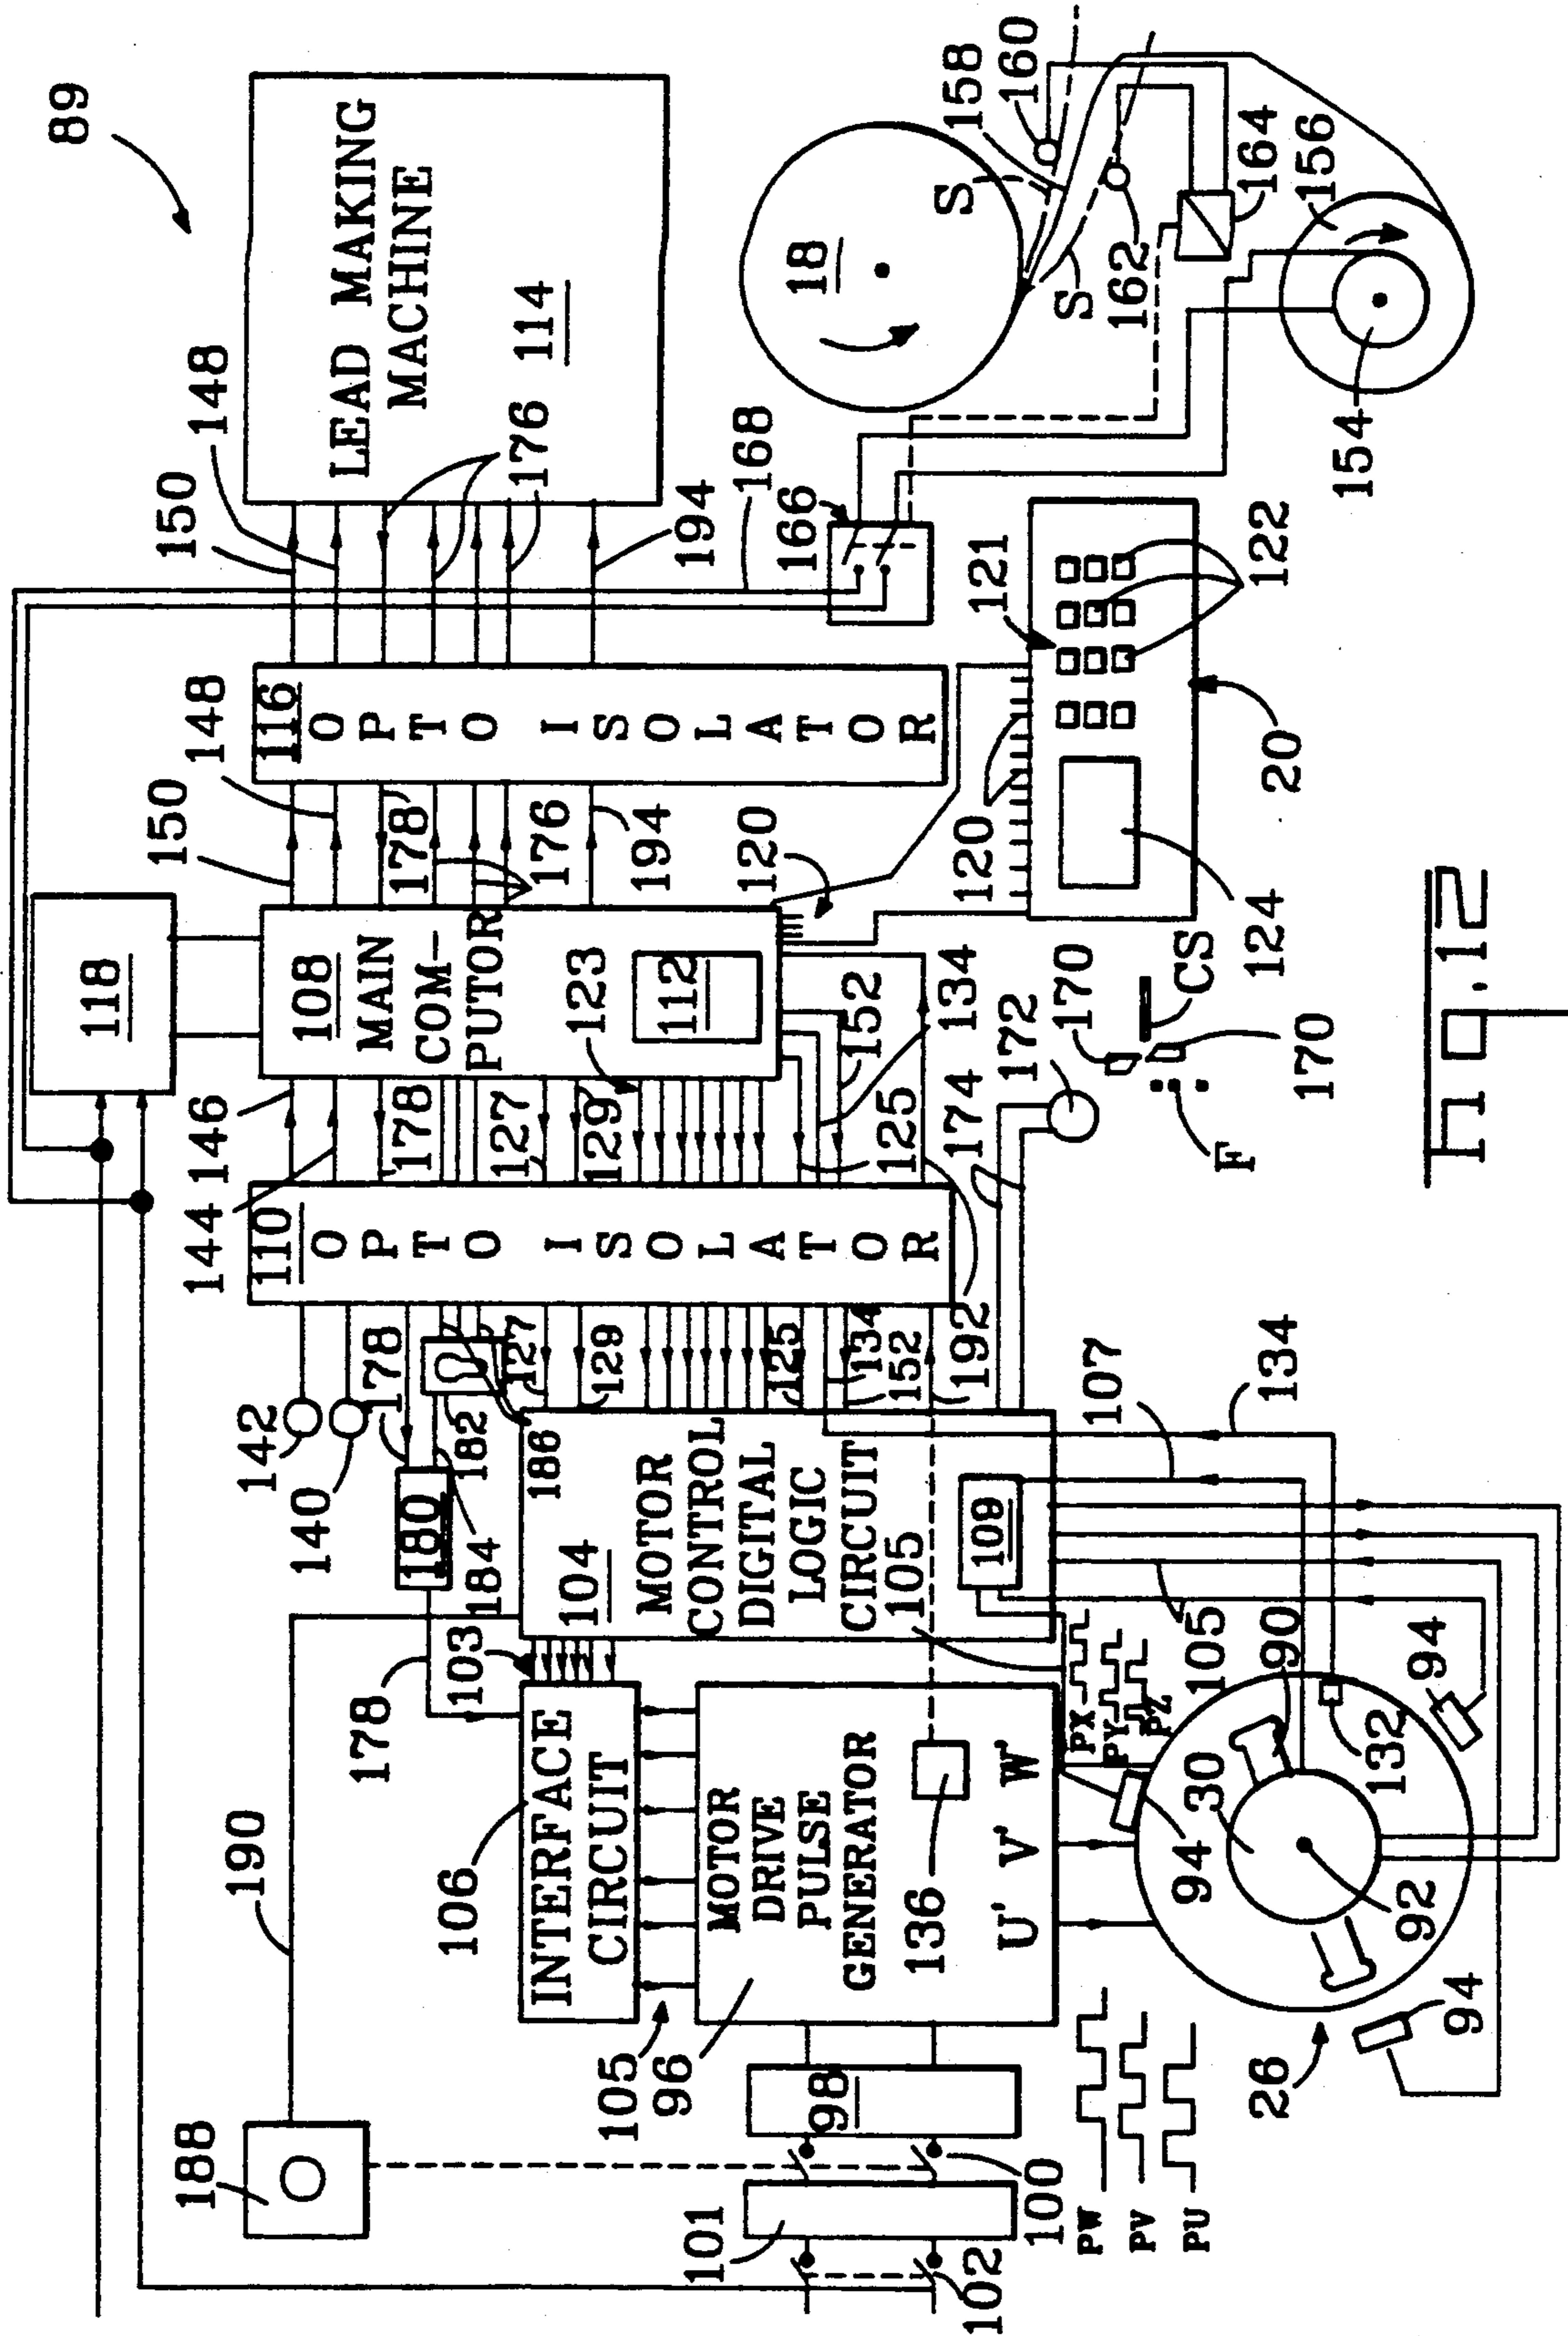 89
LEAD MAKING
MACHINE
114
150
148
176
194
168
166
116
OPTO ISOLATOR
150
148
178
176
194
120
118
108
MAIN
COM-
PUTOR
123
112
146
144
178
127
129
125
152
134
110
OPTO ISOLATOR
192
142
140
178
182
184
180
186
127
129
125
134
152
192
104
MOTOR
CONTROL
DIGITAL
LOGIC
CIRCUIT
105
109
103
178
190
188
106
INTERFACE
CIRCUIT
105
96
MOTOR
DRIVE
PULSE
GENERATOR
136
U' V' W'
98
100
101
102
PW
PV
PU
PX
PY
PZ
107
134
105
90
94
132
30
94
92
94
26
174
172
170
CS
170
F
121
122
120
124
20
18
S
S
158
160
162
164
156
154
FIG. 12